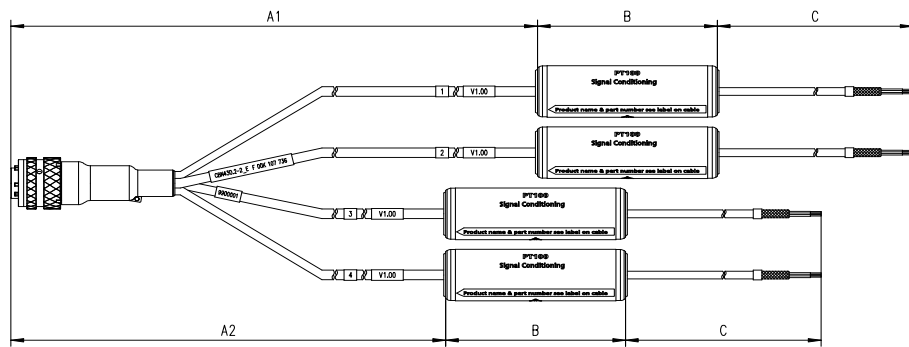 A1 B C
PT100
Signal Conditioning
1 V1.00
Product name & part number see label on cable
PT100
Signal Conditioning
2 V1.00
Product name & part number see label on cable
CBM430.2-2_E F 00K 107 736
9900001
PT100
Signal Conditioning
3 V1.00
Product name & part number see label on cable
PT100
Signal Conditioning
4 V1.00
Product name & part number see label on cable
A2 B C